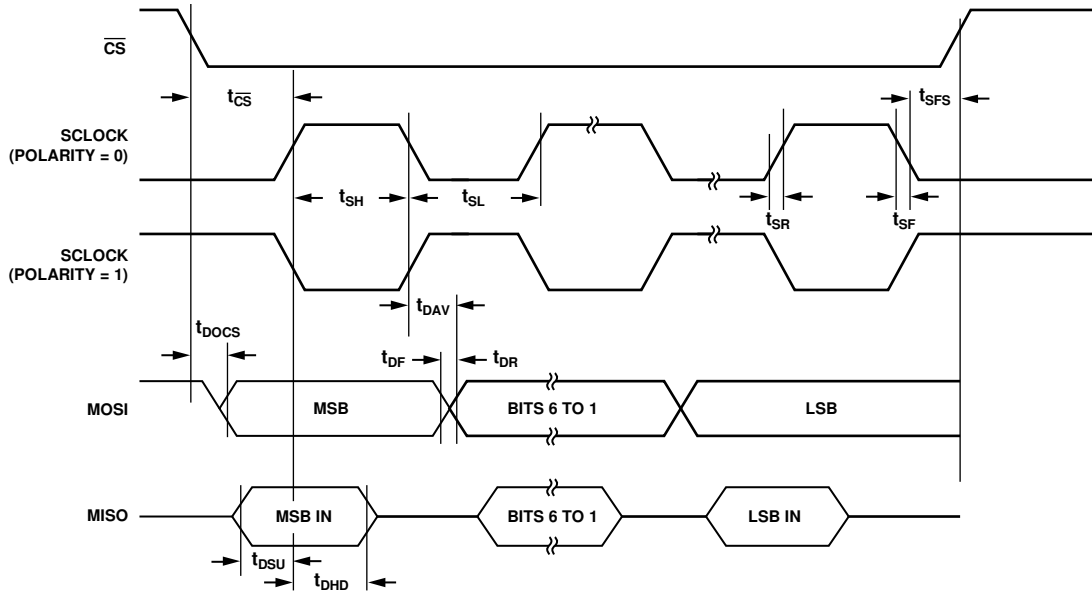 CS
tCS
tSFS
SCLOCK
(POLARITY = 0)
tSH
tSL
tSR
tSF
SCLOCK
(POLARITY = 1)
tDAV
tDOCS
tDF
tDR
MOSI
MSB
BITS 6 TO 1
LSB
MISO
MSB IN
BITS 6 TO 1
LSB IN
tDSU
tDHD